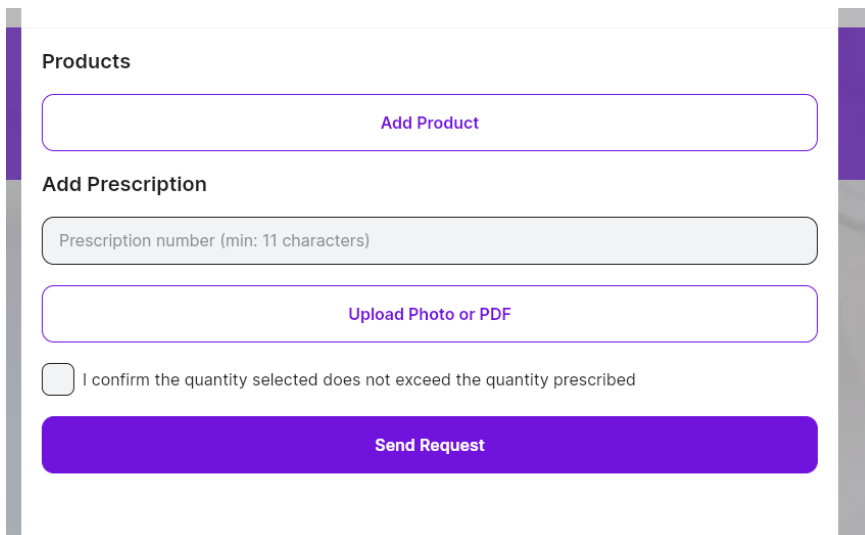 Products
Add Product
Add Prescription
Prescription number (min: 11 characters)
Upload Photo or PDF
I confirm the quantity selected does not exceed the quantity prescribed
Send Request